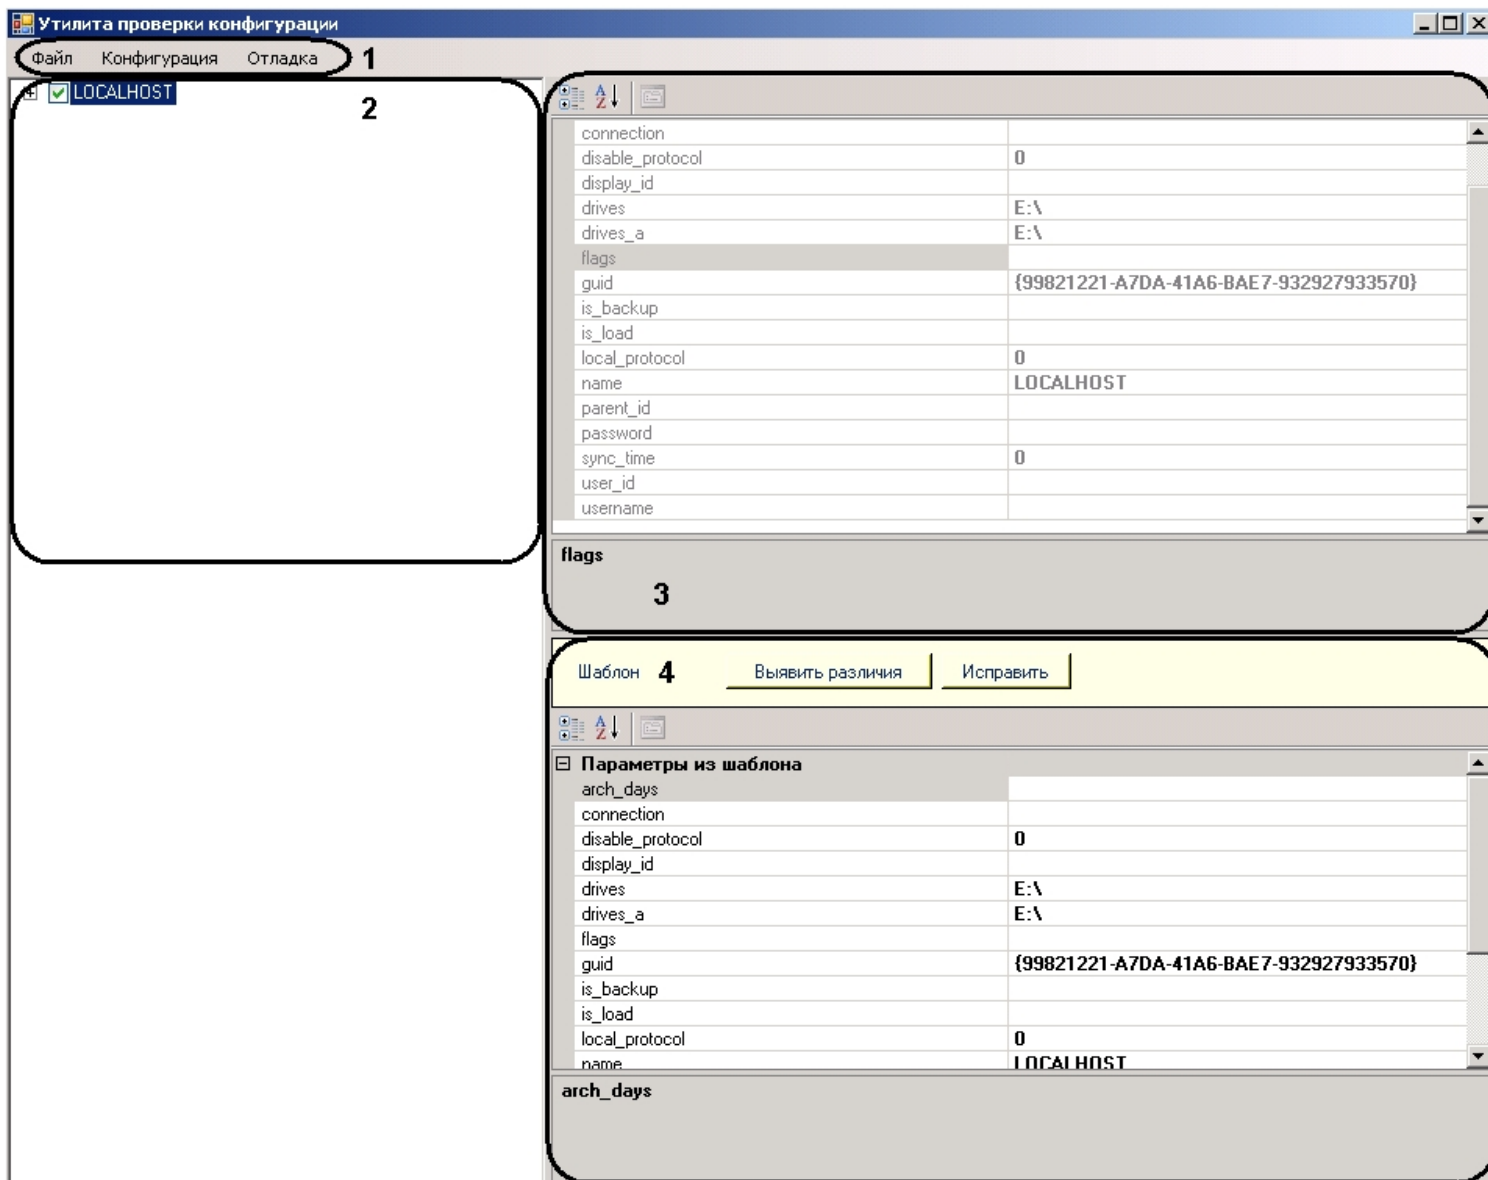 Утилита проверки конфигурации
Файл Конфигурация Отладка 1
LOCALHOST
2
connection
disable_protocol 0
display_id
drives E:\
drives_a E:\
flags
guid {99821221-A7DA-41A6-BAE7-932927933570}
is_backup
is_load
local_protocol 0
name LOCALHOST
parent_id
password
sync_time 0
user_id
username
flags
3
Шаблон 4 Выявить различия Исправить
Параметры из шаблона
arch_days
connection
disable_protocol 0
display_id
drives E:\
drives_a E:\
flags
guid {99821221-A7DA-41A6-BAE7-932927933570}
is_backup
is_load
local_protocol 0
name LOCALHOST
arch_days